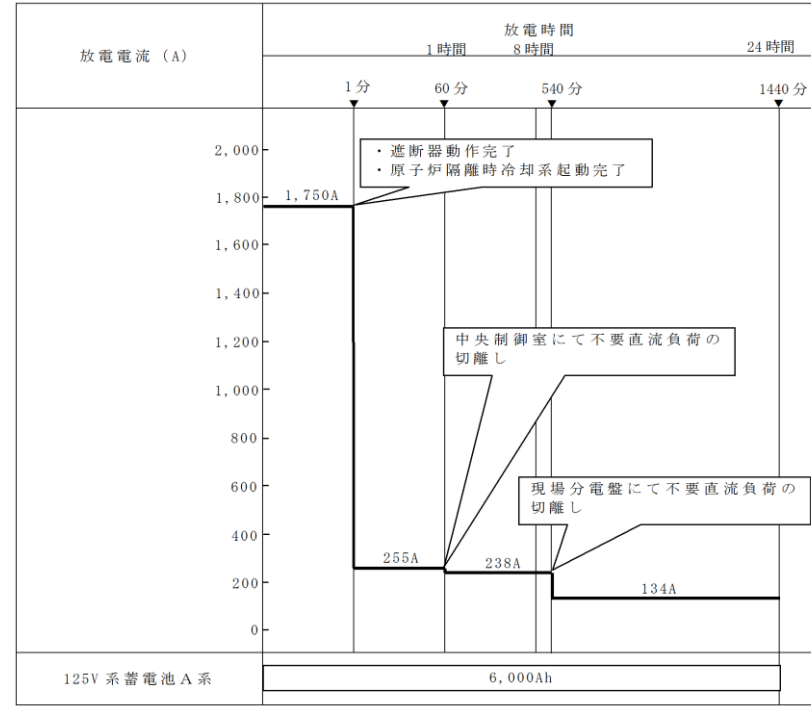 放電電流 (A)
放電時間
1時間
8時間
24時間
1分
60分
540分
1440分
2,000
1,800
1,600
1,400
1,200
1,000
800
600
400
200
0
・遮断器動作完了
・原子炉隔離時冷却系起動完了
1,750A
中央制御室にて不要直流負荷の
切離し
現場分電盤にて不要直流負荷の
切離し
255A
238A
134A
125V系蓄電池A系
6,000Ah